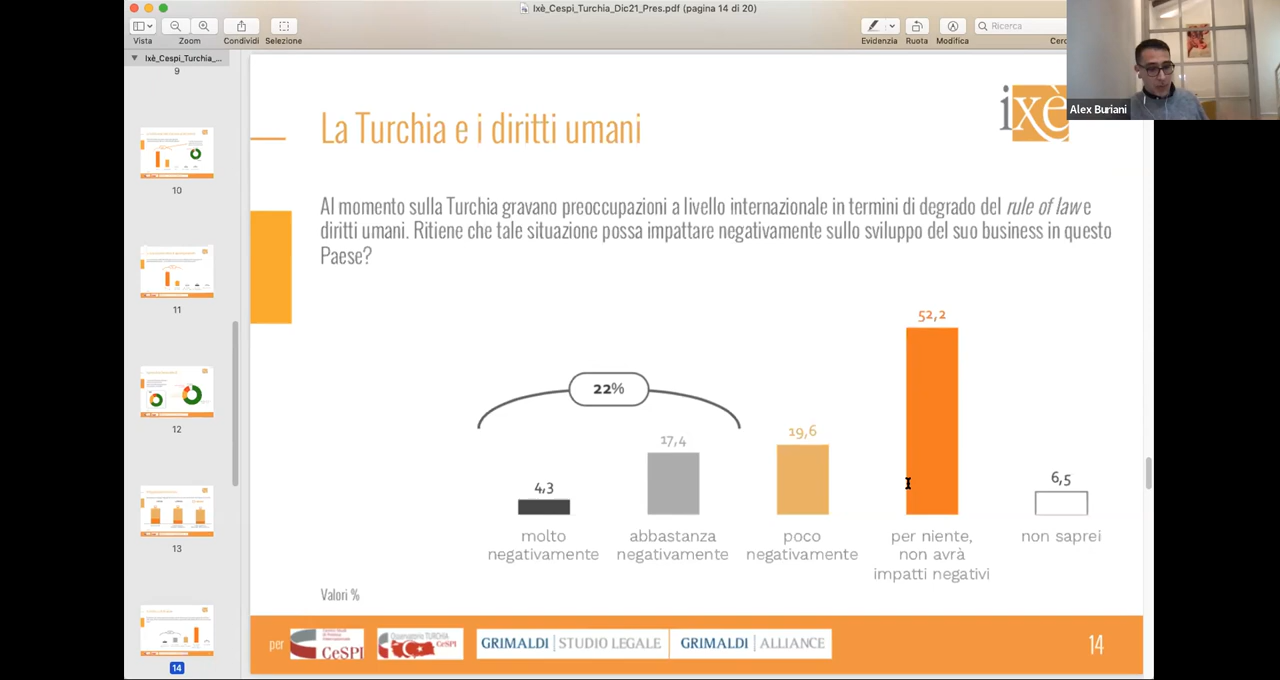 Ixè_Cespi_Turchia_Dic21_Pres.pdf (pagina 14 di 20)
Vista
Zoom
Condividi
Selezione
Evidenzia
Ruota
Modifica
Ricerca
Ixè_Cespi_Turchia_...
9
10
11
12
13
14
Alex Buriani
ixè
La Turchia e i diritti umani
Al momento sulla Turchia gravano preoccupazioni a livello internazionale in termini di degrado del rule of law e
diritti umani. Ritiene che tale situazione possa impattare negativamente sullo sviluppo del suo business in questo
Paese?
22%
4,3
17,4
19,6
52,2
6,5
molto
negativamente
abbastanza
negativamente
poco
negativamente
per niente,
non avrà
impatti negativi
non saprei
Valori %
per
CeSPI
Osservatorio TURCHIA
CeSPI
GRIMALDI STUDIO LEGALE
GRIMALDI ALLIANCE
14